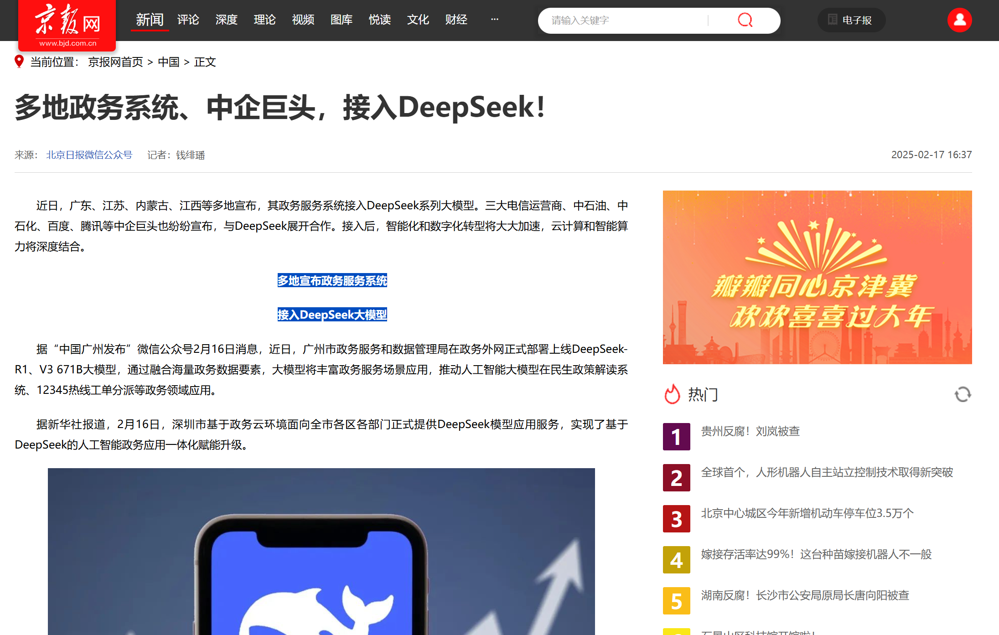 京报网
www.bjd.com.cn
新闻 评论 深度 理论 视频 图库 悦读 文化 财经 ...
请输入关键字
电子报
当前位置： 京报网首页 > 中国 > 正文
多地政务系统、中企巨头，接入DeepSeek！
来源： 北京日报微信公众号 记者：钱绯璠
2025-02-17 16:37
近日，广东、江苏、内蒙古、江西等多地宣布，其政务服务系统接入DeepSeek系列大模型。三大电信运营商、中石油、中
石化、百度、腾讯等中企巨头也纷纷宣布，与DeepSeek展开合作。接入后，智能化和数字化转型将大大加速，云计算和智能算
力将深度结合。
多地宣布政务服务系统
接入DeepSeek大模型
据“中国广州发布”微信公众号2月16日消息，近日，广州市政务服务和数据管理局在政务外网正式部署上线DeepSeek-
R1、V3 671B大模型，通过融合海量政务数据要素，大模型将丰富政务服务场景应用，推动人工智能大模型在民生政策解读系
统、12345热线工单分派等政务领域应用。
据新华社报道，2月16日，深圳市基于政务云环境面向全市各区各部门正式提供DeepSeek模型应用服务，实现了基于
DeepSeek的人工智能政务应用一体化赋能升级。
瓣瓣同心京津冀
欢欢喜喜过大年
热门
1 贵州反腐！刘岚被查
2 全球首个，人形机器人自主站立控制技术取得新突破
3 北京中心城区今年新增机动车停车位3.5万个
4 嫁接存活率达99%！这台种苗嫁接机器人不一般
5 湖南反腐！长沙市公安局原局长唐向阳被查